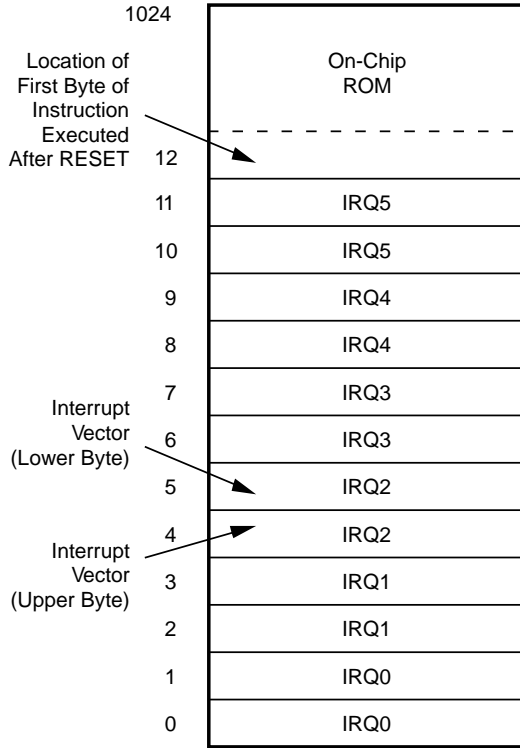 1024
Location of
First Byte of
Instruction
Executed
After RESET
On-Chip
ROM
12
11 IRQ5
10 IRQ5
9 IRQ4
8 IRQ4
7 IRQ3
Interrupt
Vector
(Lower Byte)
6 IRQ3
5 IRQ2
4 IRQ2
Interrupt
Vector
(Upper Byte)
3 IRQ1
2 IRQ1
1 IRQ0
0 IRQ0